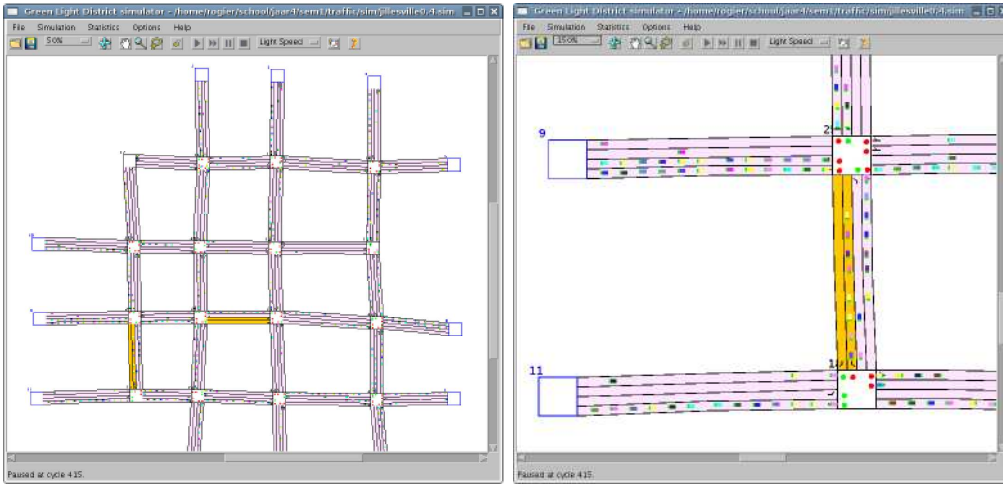 Green Light District simulator - /home/rogier/school/jaar4/sem1/traffic/sim/jillesville0.4.sim
File Simulation Statistics Options Help
50% Light Speed
Paused at cycle 415.
Green Light District simulator - /home/rogier/school/jaar4/sem1/traffic/sim/jillesville0.4.sim
File Simulation Statistics Options Help
150% Light Speed
9
11
Paused at cycle 415.